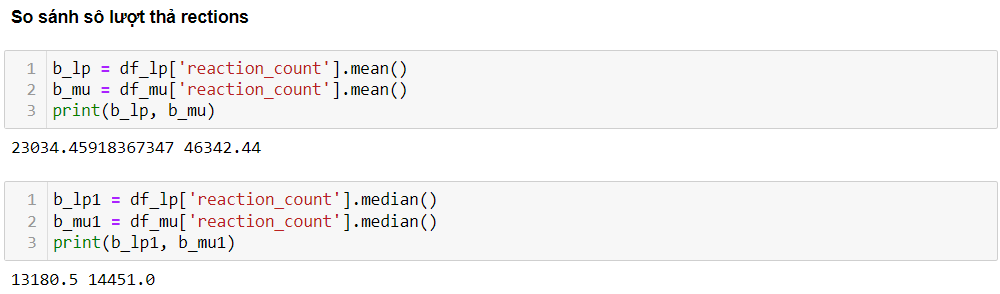 So sánh sô lượt thả rections
1 b_lp = df_lp['reaction_count'].mean()
2 b_mu = df_mu['reaction_count'].mean()
3 print(b_lp, b_mu)
23034.45918367347 46342.44
1 b_lp1 = df_lp['reaction_count'].median()
2 b_mu1 = df_mu['reaction_count'].median()
3 print(b_lp1, b_mu1)
13180.5 14451.0